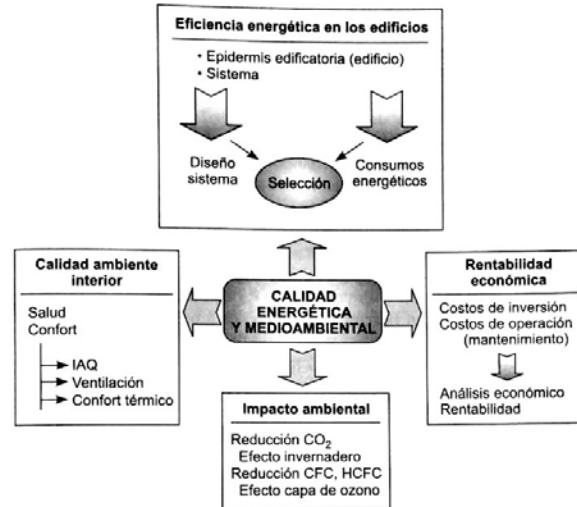 Eficiencia energética en los edificios
• Epidermis edificatoria (edificio)
• Sistema
Diseño
sistema
Selección
Consumos
energéticos
Calidad ambiente
interior
Salud
Confort
IAQ
Ventilación
Confort térmico
CALIDAD
ENERGÉTICA
Y MEDIOAMBIENTAL
Rentabilidad
económica
Costos de inversión
Costos de operación
(mantenimiento)
Análisis económico
Rentabilidad
Impacto ambiental
Reducción CO₂
Efecto invernadero
Reducción CFC, HCFC
Efecto capa de ozono